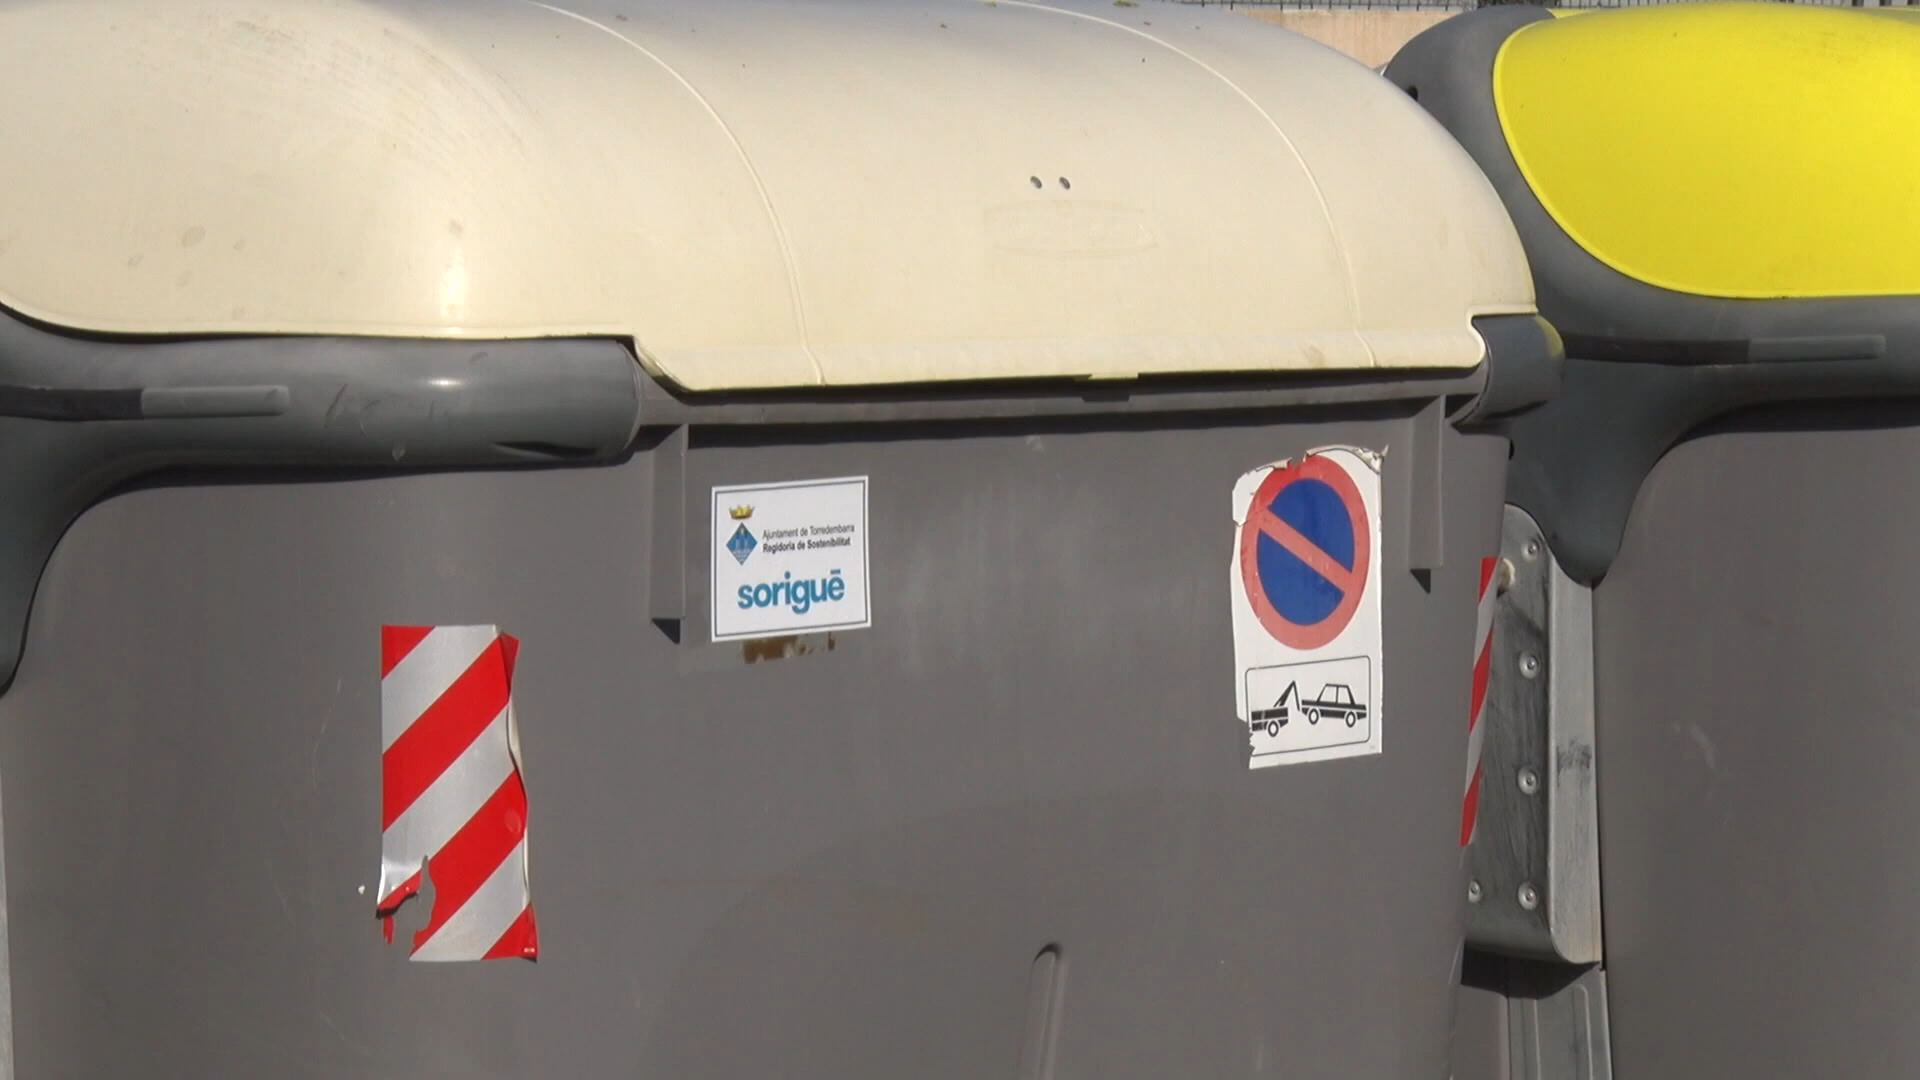 Ajuntament de Torredembarra
Regidoria de Sostenibilitat
sorigué